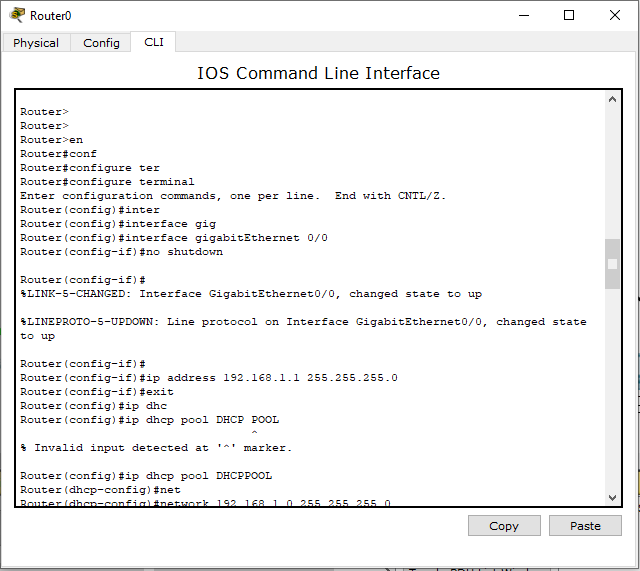 Router0
Physical Config CLI
IOS Command Line Interface
Router>
Router>
Router>en
Router#conf
Router#configure ter
Router#configure terminal
Enter configuration commands, one per line.  End with CNTL/Z.
Router(config)#inter
Router(config)#interface gig
Router(config)#interface gigabitEthernet 0/0
Router(config-if)#no shutdown
Router(config-if)#
%LINK-5-CHANGED: Interface GigabitEthernet0/0, changed state to up
%LINEPROTO-5-UPDOWN: Line protocol on Interface GigabitEthernet0/0, changed state
to up
Router(config-if)#
Router(config-if)#ip address 192.168.1.1 255.255.255.0
Router(config-if)#exit
Router(config)#ip dhc
Router(config)#ip dhcp pool DHCP POOL
^
% Invalid input detected at '^' marker.
Router(config)#ip dhcp pool DHCPPOOL
Router(dhcp-config)#net
Router(dhcp-config)#network 192.168.1.0 255.255.255.0
Copy Paste